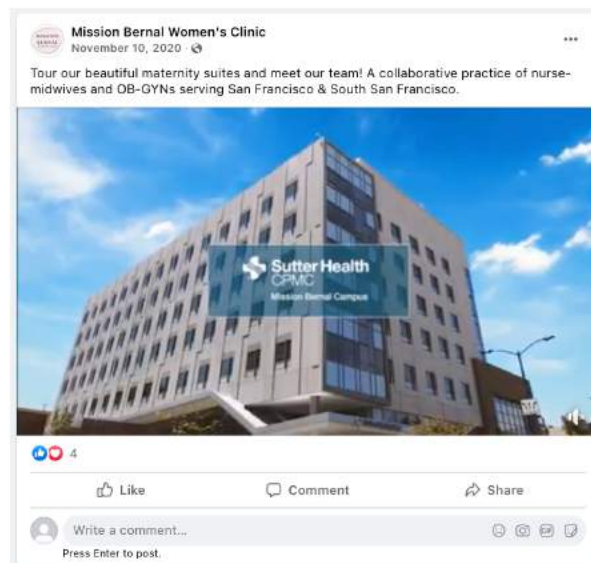 Mission Bernal Women's Clinic
November 10, 2020 ·
Tour our beautiful maternity suites and meet our team! A collaborative practice of nurse-
midwives and OB-GYNs serving San Francisco & South San Francisco.
Sutter Health
CPMC
Mission Bernal Campus
4
Like Comment Share
Write a comment...
GIF
Press Enter to post.